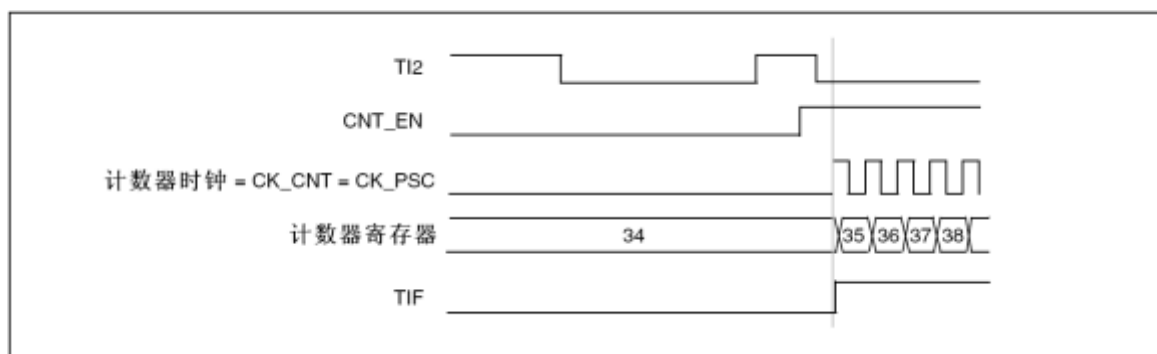 TI2
CNT_EN
计数器时钟 = CK_CNT = CK_PSC
计数器寄存器 34 35 36 37 38
TIF